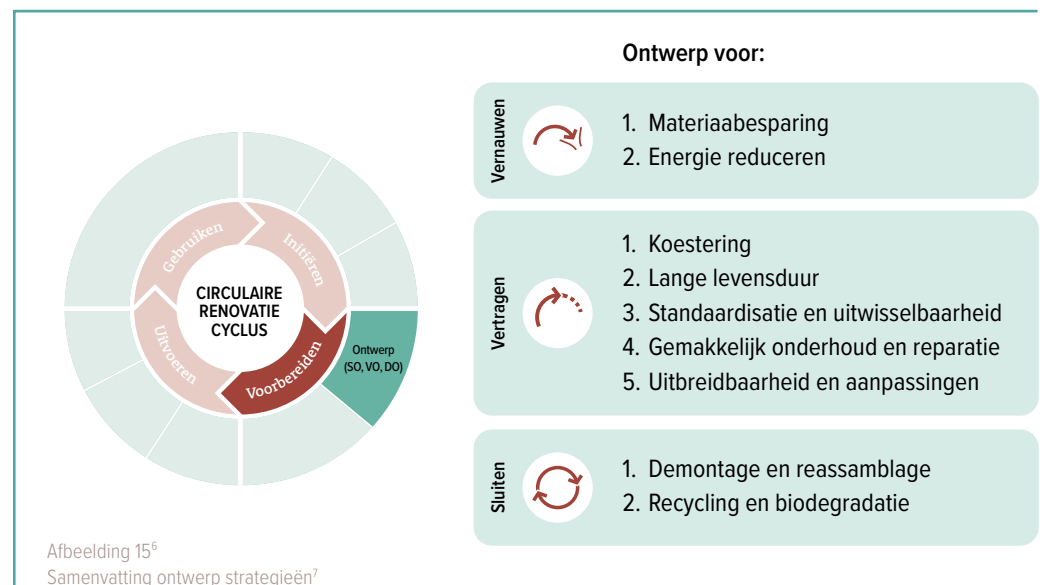 Ontwerp voor:
Vernauwen
1. Materiaabesparing
2. Energie reduceren
Vertragen
1. Koestering
2. Lange levensduur
3. Standaardisatie en uitwisselbaarheid
4. Gemakkelijk onderhoud en reparatie
5. Uitbreidbaarheid en aanpassingen
Sluiten
1. Demontage en reassamblage
2. Recycling en biodegradatie
Gebruiken
Initiëren
CIRCULAIRE
RENOVATIE
CYCLUS
Uitvoeren
Voorbereiden
Ontwerp
(SO, VO, DO)
Afbeelding 15⁶
Samenvatting ontwerp strategieën⁷